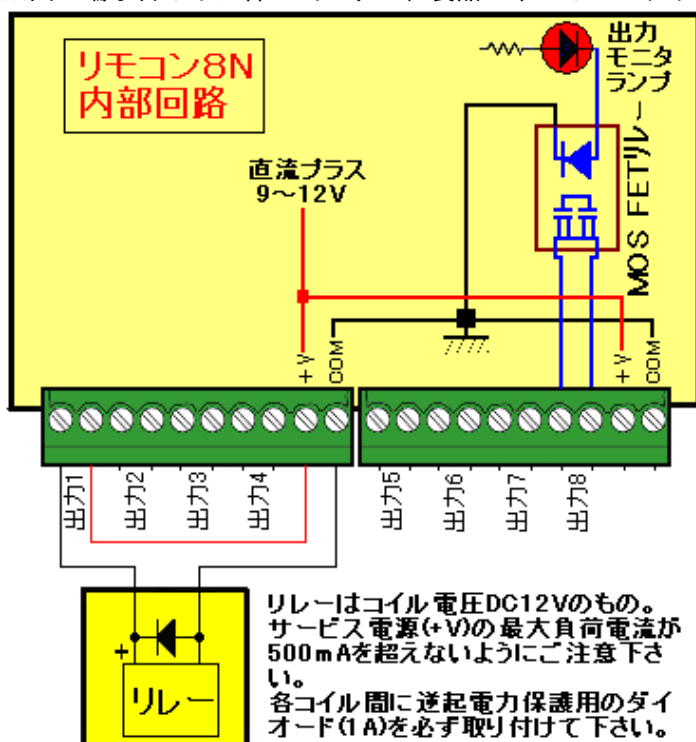 リモコン8N
内部回路
出力
モニタ
ランプ
直流プラス
9～12V
MOS FETリレー
+V
COM
+V
COM
出力1
出力2
出力3
出力4
出力5
出力6
出力7
出力8
+
リレー
リレーはコイル電圧DC12Vのもの。
サービス電源(+V)の最大負荷電流が
500mAを超えないようにご注意下さ
い。
各コイル間に逆起電力保護用のダイ
オード(1A)を必ず取り付けて下さい。